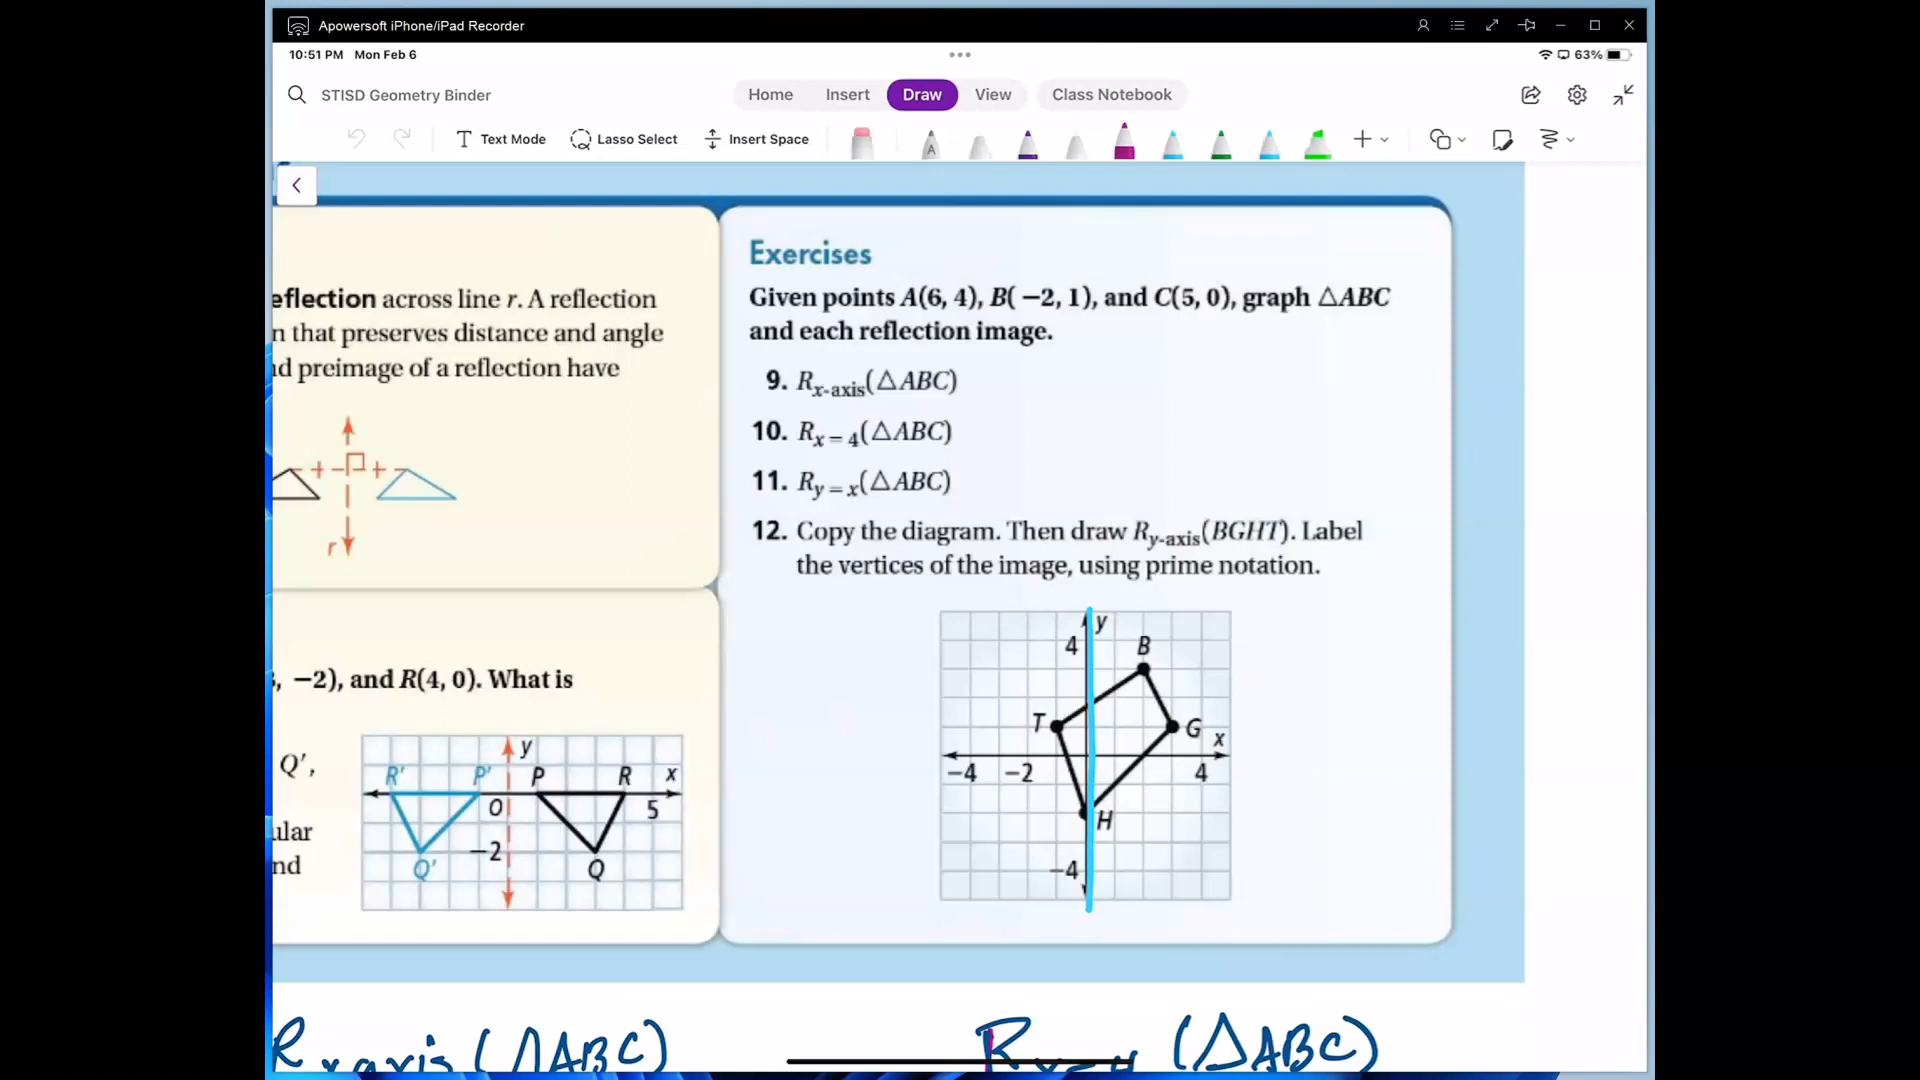 Apowersoft iPhone/iPad Recorder
10:51 PM Mon Feb 6
63%
STISD Geometry Binder
Home Insert Draw View Class Notebook
Text Mode Lasso Select Insert Space
A
eflection across line r. A reflection
n that preserves distance and angle
d preimage of a reflection have
r
, −2), and R(4, 0). What is
Q′,
ular
nd
y
R′ P′ P R x
O 5
−2
Q′ Q
Exercises
Given points A(6, 4), B(−2, 1), and C(5, 0), graph △ABC
and each reflection image.
9. Rx-axis(△ABC)
10. Rx = 4(△ABC)
11. Ry = x(△ABC)
12. Copy the diagram. Then draw Ry-axis(BGHT). Label
the vertices of the image, using prime notation.
y
4 B
T G x
−4 −2 4
H
−4
R x axis (△ABC)
R x=4 (△ABC)